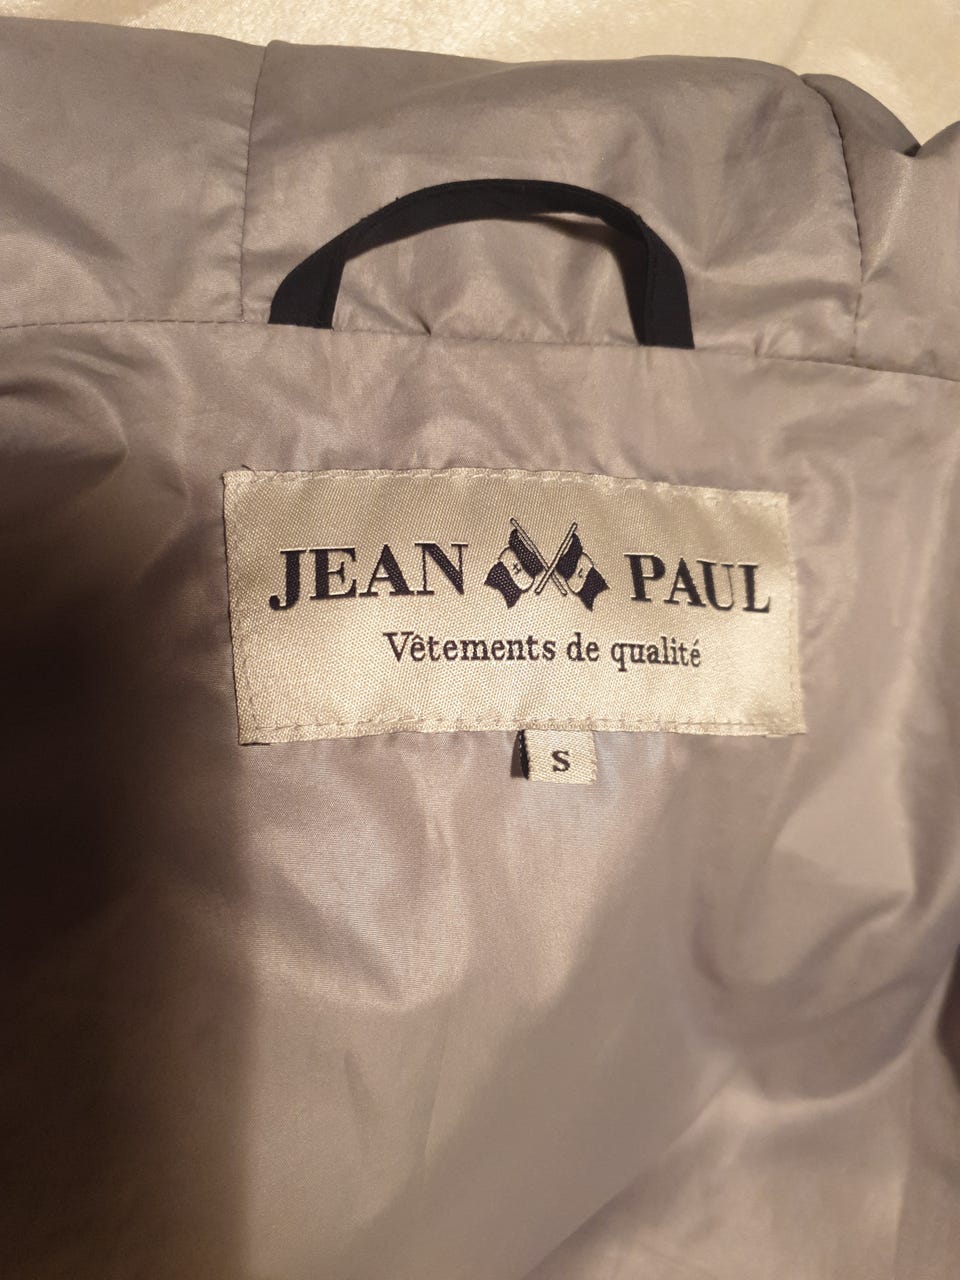 JEAN PAUL
Vêtements de qualité
S